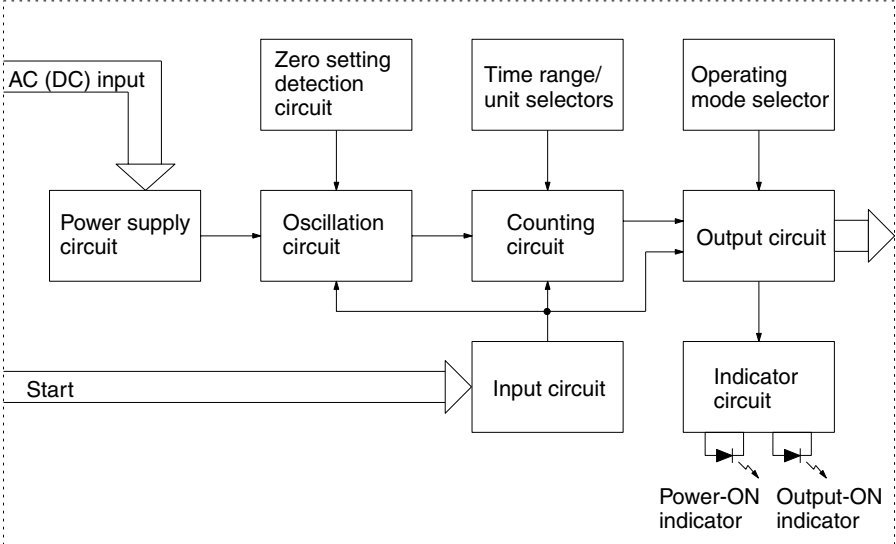 AC (DC) input
Zero setting
detection
circuit
Time range/
unit selectors
Operating
mode selector
Power supply
circuit
Oscillation
circuit
Counting
circuit
Output circuit
Start
Input circuit
Indicator
circuit
Power-ON
indicator
Output-ON
indicator